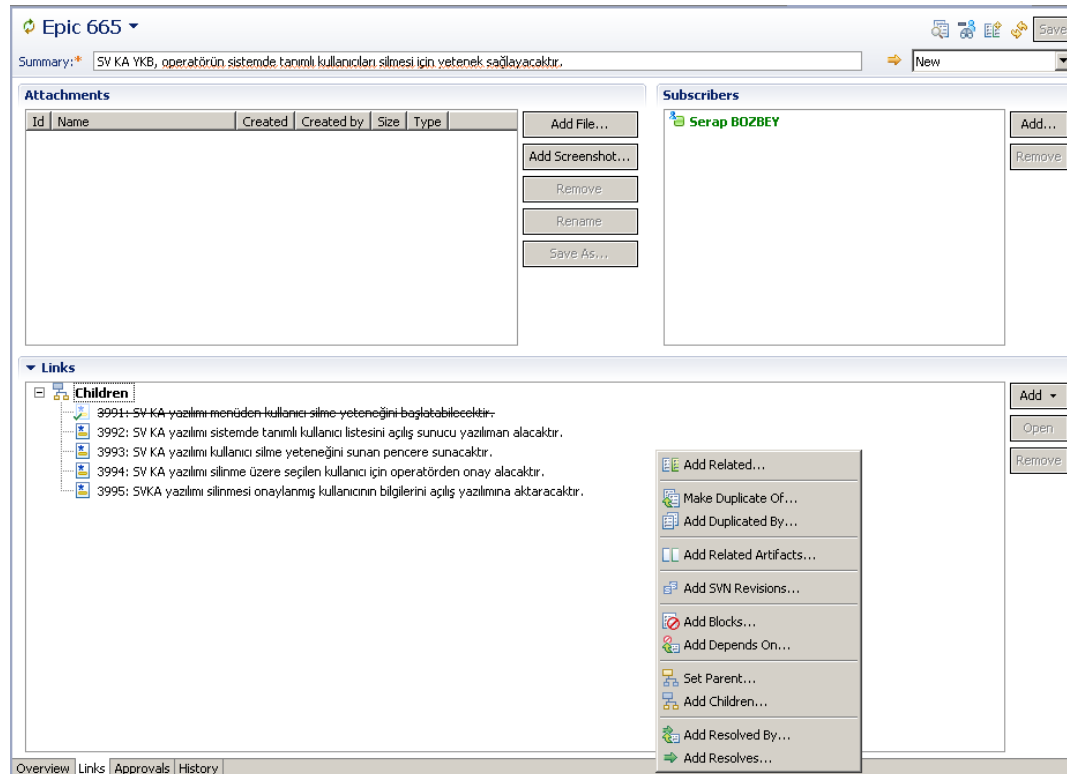 Epic 665
Save
Summary:* SV KA YKB, operatörün sistemde tanımlı kullanıcıları silmesi için yetenek sağlayacaktır. New
Attachments
Id Name Created Created by Size Type
Add File...
Add Screenshot...
Remove
Rename
Save As...
Subscribers
Serap BOZBEY
Add...
Remove
Links
Children
3991: SV KA yazılımı menüden kullanıcı silme yeteneğini başlatabilecektir.
3992: SV KA yazılımı sistemde tanımlı kullanıcı listesini açılış sunucu yazılıman alacaktır.
3993: SV KA yazılımı kullanıcı silme yeteneğini sunan pencere sunacaktır.
3994: SV KA yazılımı silinme üzere seçilen kullanıcı için operatörden onay alacaktır.
3995: SVKA yazılımı silinmesi onaylanmış kullanıcının bilgilerini açılış yazılımına aktaracaktır.
Add
Open
Remove
Add Related...
Make Duplicate Of...
Add Duplicated By...
Add Related Artifacts...
Add SVN Revisions...
Add Blocks...
Add Depends On...
Set Parent...
Add Children...
Add Resolved By...
Add Resolves...
Overview Links Approvals History